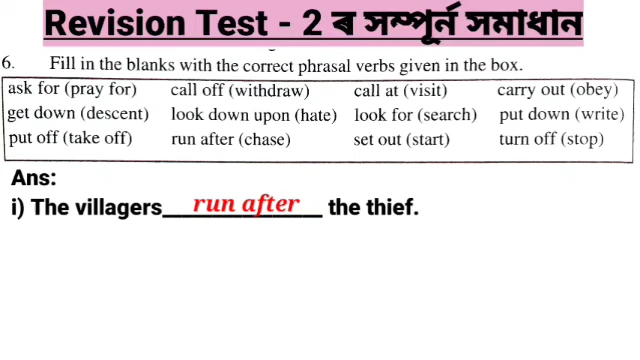 Revision Test - 2 ৰ সম্পূৰ্ন সমাধান
6. Fill in the blanks with the correct phrasal verbs given in the box.
ask for (pray for) call off (withdraw) call at (visit) carry out (obey)
get down (descent) look down upon (hate) look for (search) put down (write)
put off (take off) run after (chase) set out (start) turn off (stop)
Ans:
i) The villagers run after the thief.